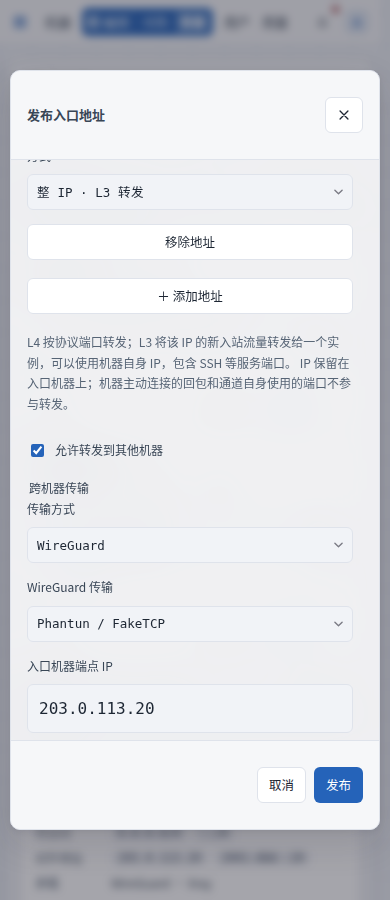 发布入口地址
整 IP · L3 转发
移除地址
＋ 添加地址
L4 按协议端口转发；L3 将该 IP 的新入站流量转发给一个实
例，可以使用机器自身 IP，包含 SSH 等服务端口。 IP 保留在
入口机器上；机器主动连接的回包和通道自身使用的端口不参
与转发。
允许转发到其他机器
跨机器传输
传输方式
WireGuard
WireGuard 传输
Phantun / FakeTCP
入口机器端点 IP
203.0.113.20
取消
发布